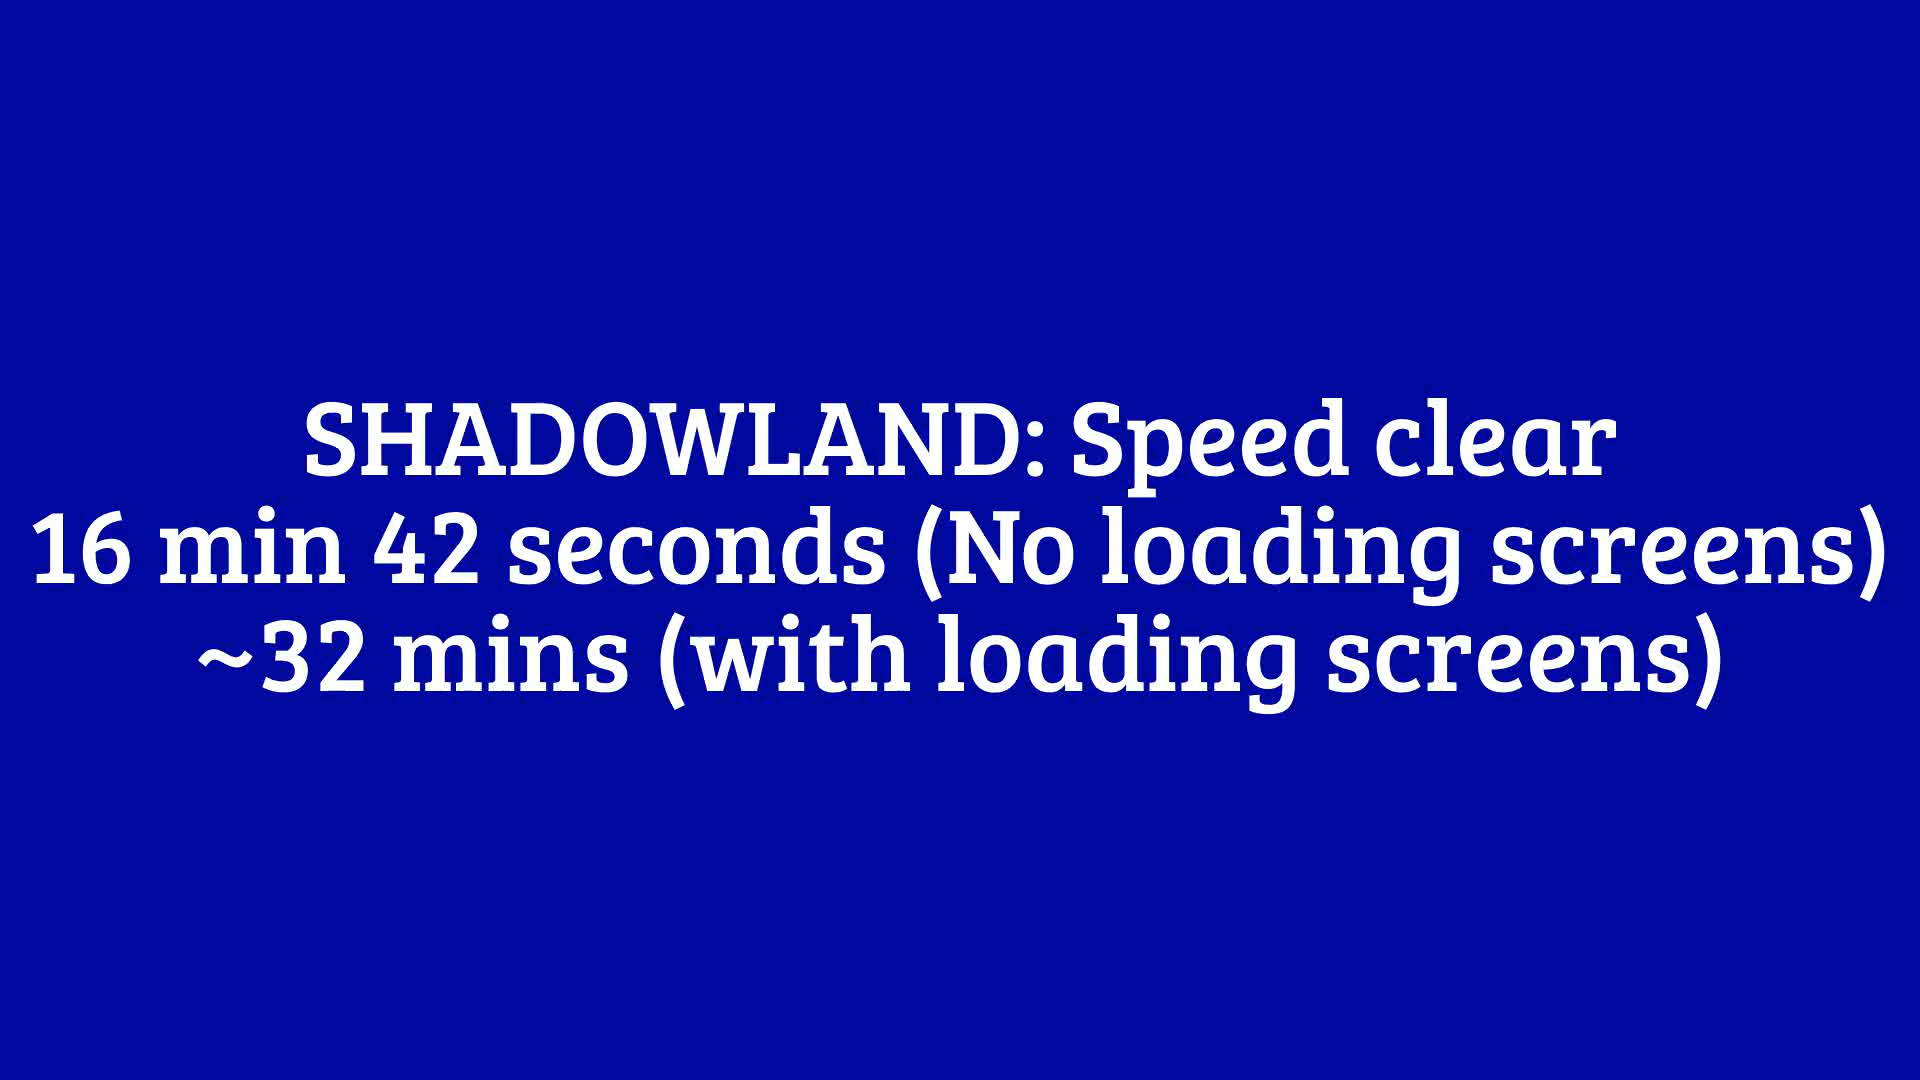 SHADOWLAND: Speed clear
16 min 42 seconds (No loading screens)
~32 mins (with loading screens)